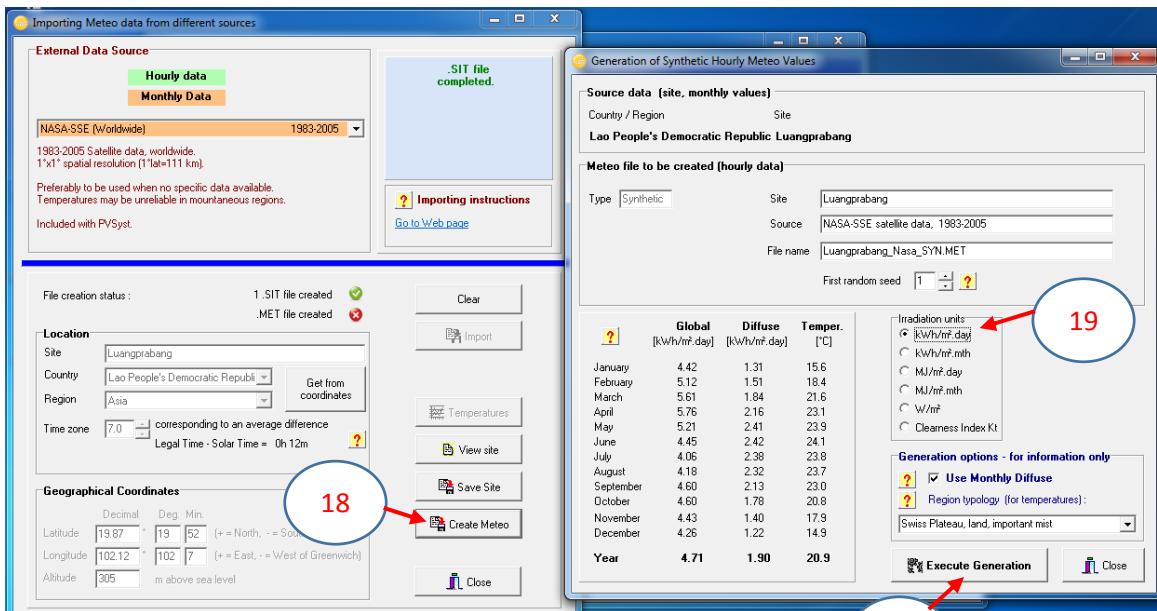 Importing Meteo data from different sources
External Data Source
Hourly data
Monthly Data
NASA-SSE (Worldwide) 1983-2005
1983-2005 Satellite data, worldwide.
1°x1° spatial resolution (1°lat=111 km).
Preferably to be used when no specific data available.
Temperatures may be unreliable in mountaneous regions.
Included with PVSyst.
.SIT file
completed.
? Importing instructions
Go to Web page
File creation status :
1 .SIT file created
.MET file created
Clear
Import
Location
Site Luangprabang
Country Lao People's Democratic Republi
Region Asia
Get from
coordinates
Time zone 7.0 corresponding to an average difference
Legal Time - Solar Time = 0h 12m ?
Temperatures
View site
Save Site
Create Meteo
Close
18
Geographical Coordinates
Decimal Deg. Min.
Latitude 19.87 ° 19 52 (+ = North, - = Sou
Longitude 102.12 ° 102 7 (+ = East, - = West of Greenwich)
Altitude 305 m above sea level
Generation of Synthetic Hourly Meteo Values
Source data (site, monthly values)
Country / Region Site
Lao People's Democratic Republic Luangprabang
Meteo file to be created (hourly data)
Type Synthetic
Site Luangprabang
Source NASA-SSE satellite data, 1983-2005
File name Luangprabang_Nasa_SYN.MET
First random seed 1 ?
? Global Diffuse Temper.
[kWh/m².day] [kWh/m².day] [°C]
January 4.42 1.31 15.6
February 5.12 1.51 18.4
March 5.61 1.84 21.6
April 5.76 2.16 23.1
May 5.21 2.41 23.9
June 4.45 2.42 24.1
July 4.06 2.38 23.8
August 4.18 2.32 23.7
September 4.60 2.13 23.0
October 4.60 1.78 20.8
November 4.43 1.40 17.9
December 4.26 1.22 14.9
Year 4.71 1.90 20.9
Irradiation units
kWh/m².day
kWh/m².mth
MJ/m².day
MJ/m².mth
W/m²
Clearness Index Kt
19
Generation options - for information only
? Use Monthly Diffuse
? Region typology (for temperatures) :
Swiss Plateau, land, important mist
Execute Generation
Close